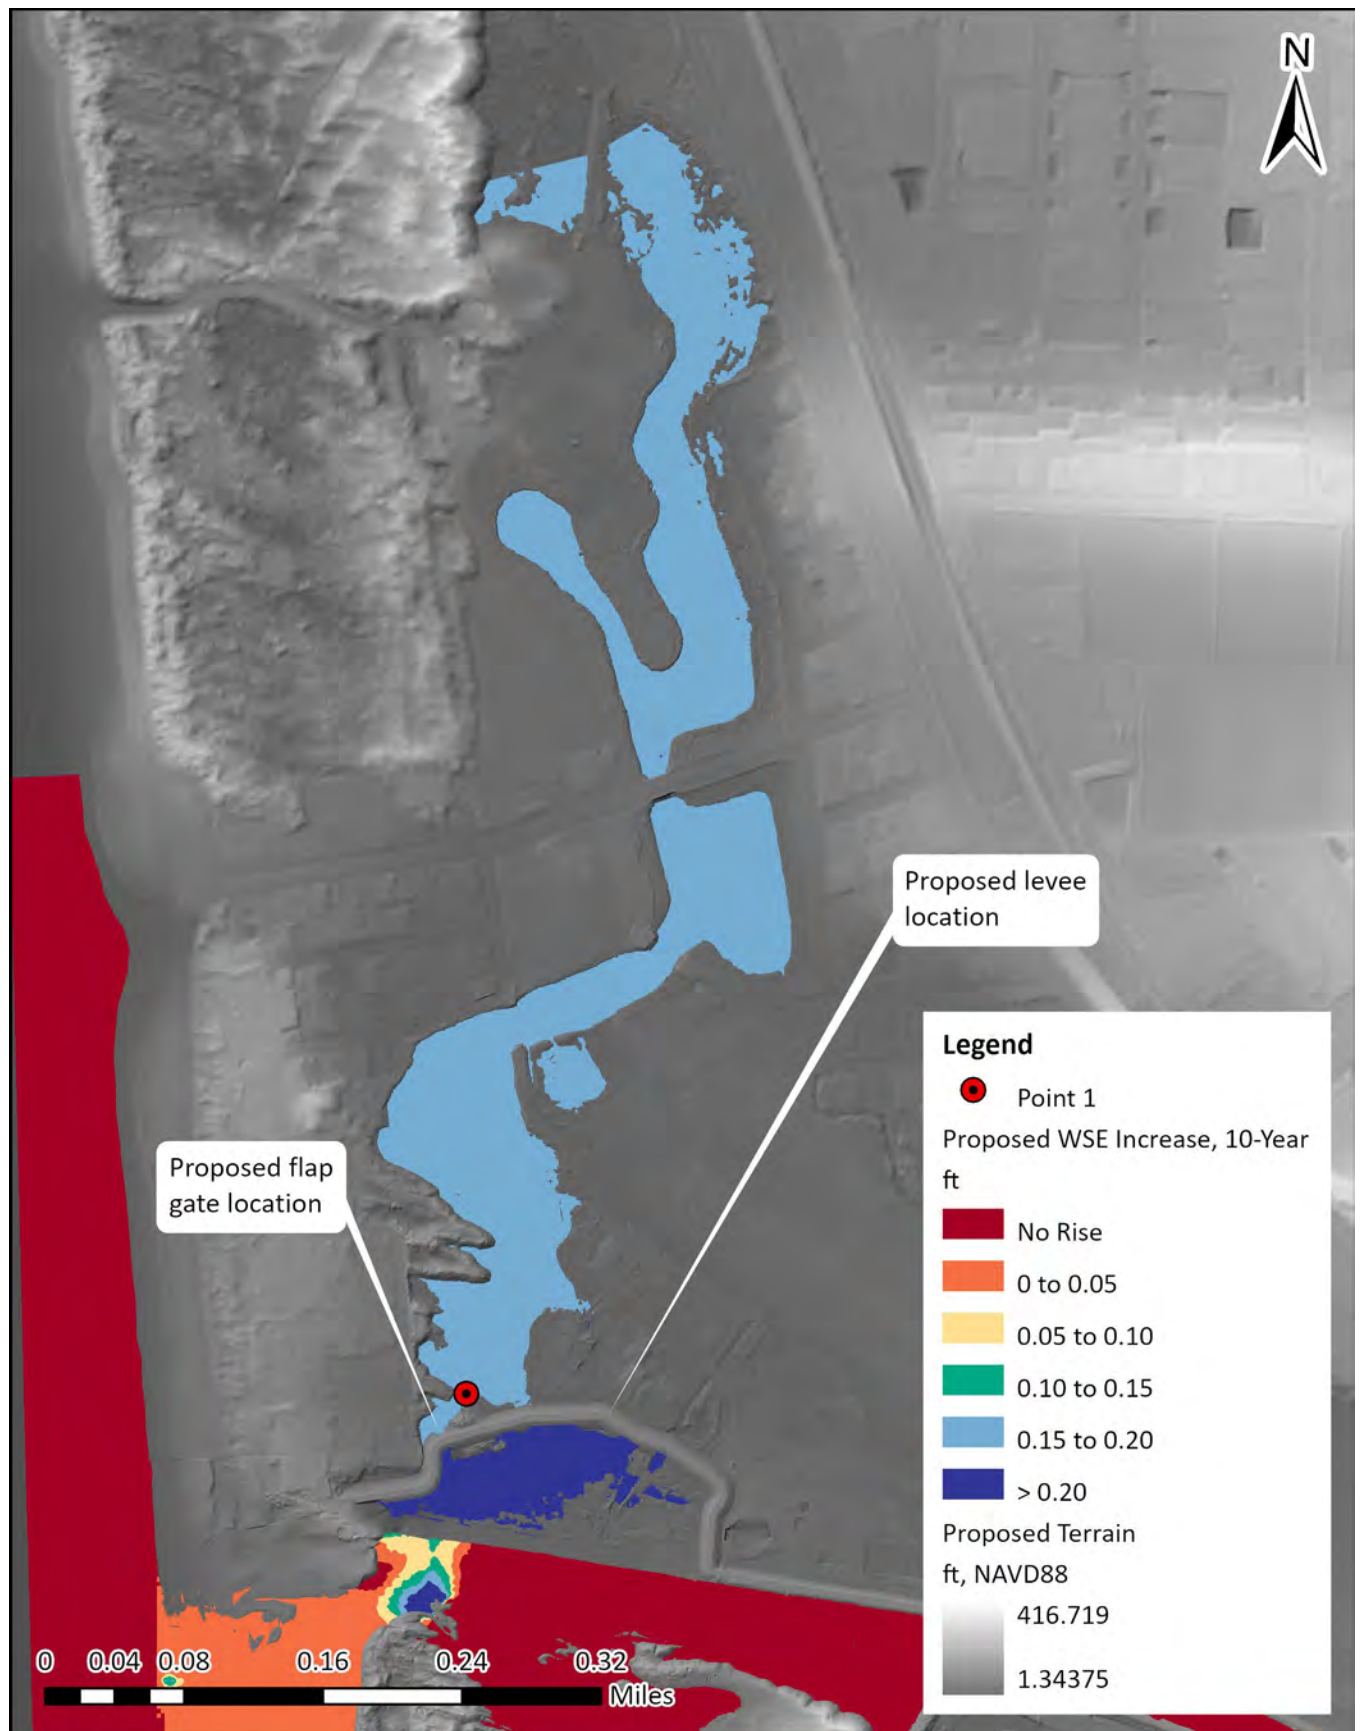 N
Proposed levee
location
Proposed flap
gate location
Legend
Point 1
Proposed WSE Increase, 10-Year
ft
No Rise
0 to 0.05
0.05 to 0.10
0.10 to 0.15
0.15 to 0.20
> 0.20
Proposed Terrain
ft, NAVD88
416.719
1.34375
0 0.04 0.08 0.16 0.24 0.32
Miles